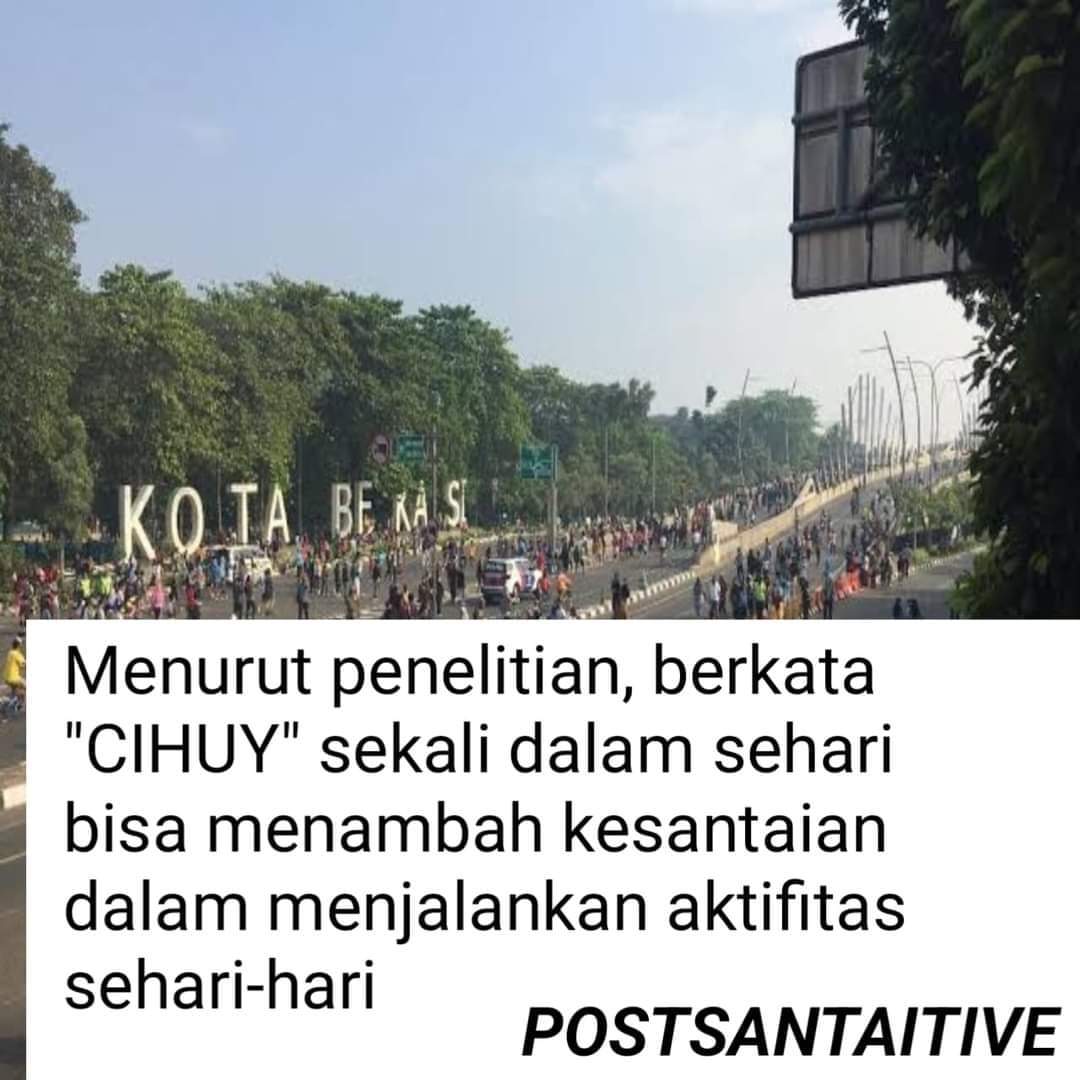 KOTA BEKASI
Menurut penelitian, berkata
"CIHUY" sekali dalam sehari
bisa menambah kesantaian
dalam menjalankan aktifitas
sehari-hari
POSTSANTAITIVE